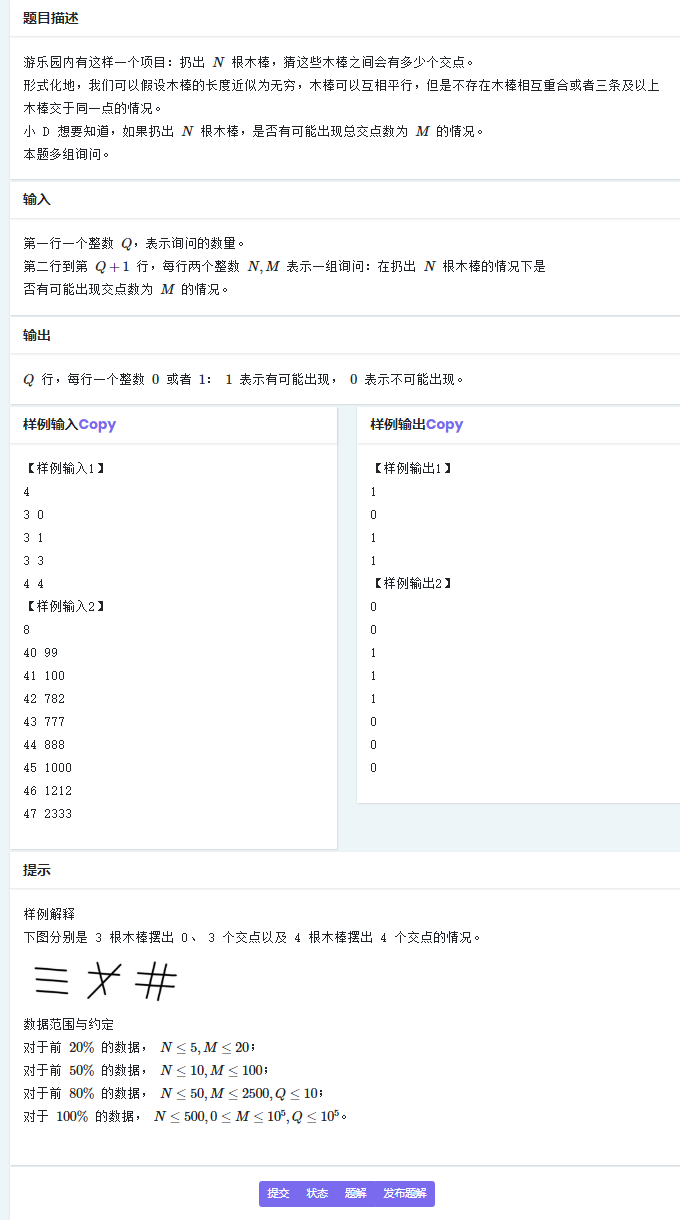 题目描述
游乐园内有这样一个项目：扔出 N 根木棒，猜这些木棒之间会有多少个交点。
形式化地，我们可以假设木棒的长度近似为无穷，木棒可以互相平行，但是不存在木棒相互重合或者三条及以上
木棒交于同一点的情况。
小 D 想要知道，如果扔出 N 根木棒，是否有可能出现总交点数为 M 的情况。
本题多组询问。
输入
第一行一个整数 Q，表示询问的数量。
第二行到第 Q+1 行，每行两个整数 N,M 表示一组询问：在扔出 N 根木棒的情况下是
否有可能出现交点数为 M 的情况。
输出
Q 行，每行一个整数 0 或者 1： 1 表示有可能出现， 0 表示不可能出现。
样例输入Copy
【样例输入1】
4
3 0
3 1
3 3
4 4
【样例输入2】
8
40 99
41 100
42 782
43 777
44 888
45 1000
46 1212
47 2333
样例输出Copy
【样例输出1】
1
0
1
1
【样例输出2】
0
0
1
1
1
0
0
0
提示
样例解释
下图分别是 3 根木棒摆出 0、 3 个交点以及 4 根木棒摆出 4 个交点的情况。
数据范围与约定
对于前 20% 的数据， N≤5,M≤20；
对于前 50% 的数据， N≤10,M≤100；
对于前 80% 的数据， N≤50,M≤2500,Q≤10；
对于 100% 的数据， N≤500,0≤M≤10⁵,Q≤10⁵。
提交 状态 题解 发布题解